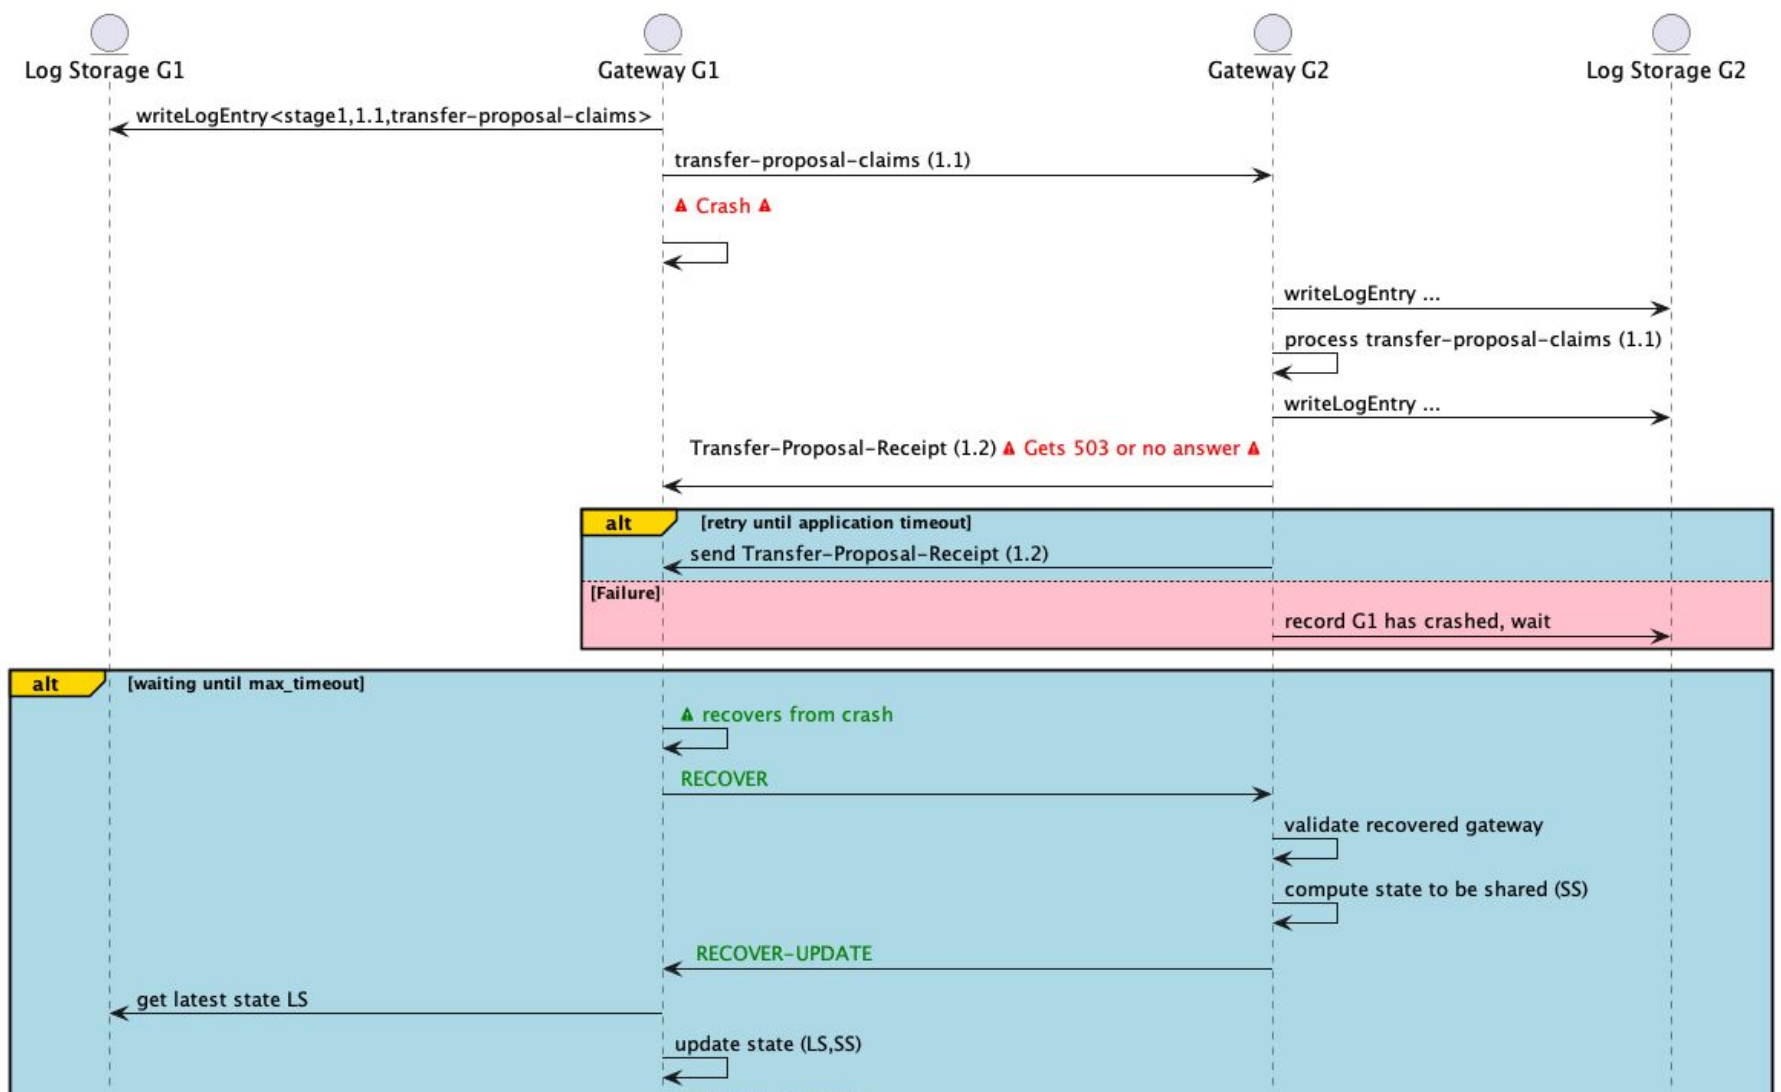 Log Storage G1
Gateway G1
Gateway G2
Log Storage G2
writeLogEntry<stage1,1.1,transfer-proposal-claims>
transfer-proposal-claims (1.1)
⚠ Crash ⚠
writeLogEntry ...
process transfer-proposal-claims (1.1)
writeLogEntry ...
Transfer-Proposal-Receipt (1.2) ⚠ Gets 503 or no answer ⚠
alt [retry until application timeout]
send Transfer-Proposal-Receipt (1.2)
[Failure]
record G1 has crashed, wait
alt [waiting until max_timeout]
⚠ recovers from crash
RECOVER
validate recovered gateway
compute state to be shared (SS)
RECOVER-UPDATE
get latest state LS
update state (LS,SS)